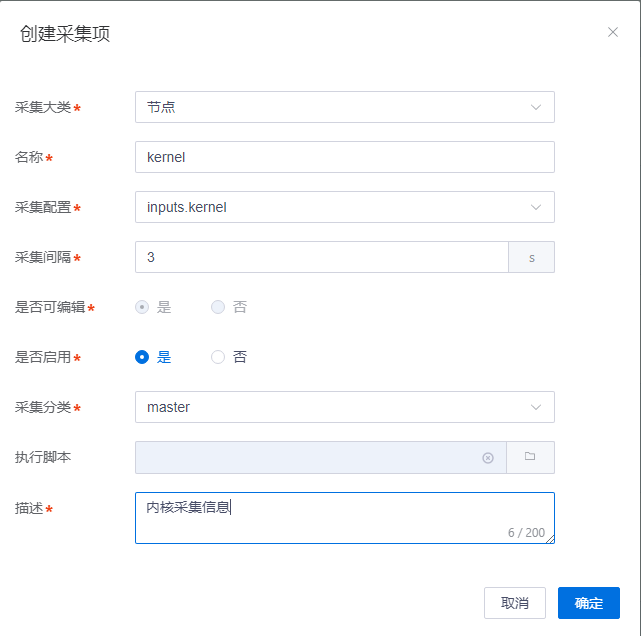 创建采集项
采集大类* 节点
名称* kernel
采集配置* inputs.kernel
采集间隔* 3 s
是否可编辑* 是 否
是否启用* 是 否
采集分类* master
执行脚本
描述* 内核采集信息
6 / 200
取消 确定